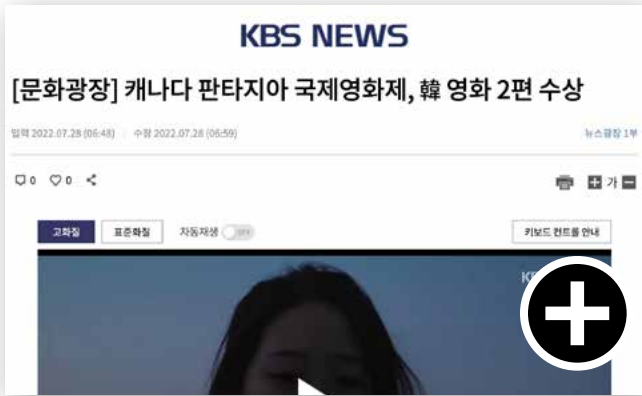 KBS NEWS
[문화광장] 캐나다 판타지아 국제영화제, 韓 영화 2편 수상
입력 2022.07.28 (06:48) 수정 2022.07.28 (06:59) 뉴스광장 1부
0 0 가
고화질 표준화질 자동재생 OFF 키보드 컨트롤 안내